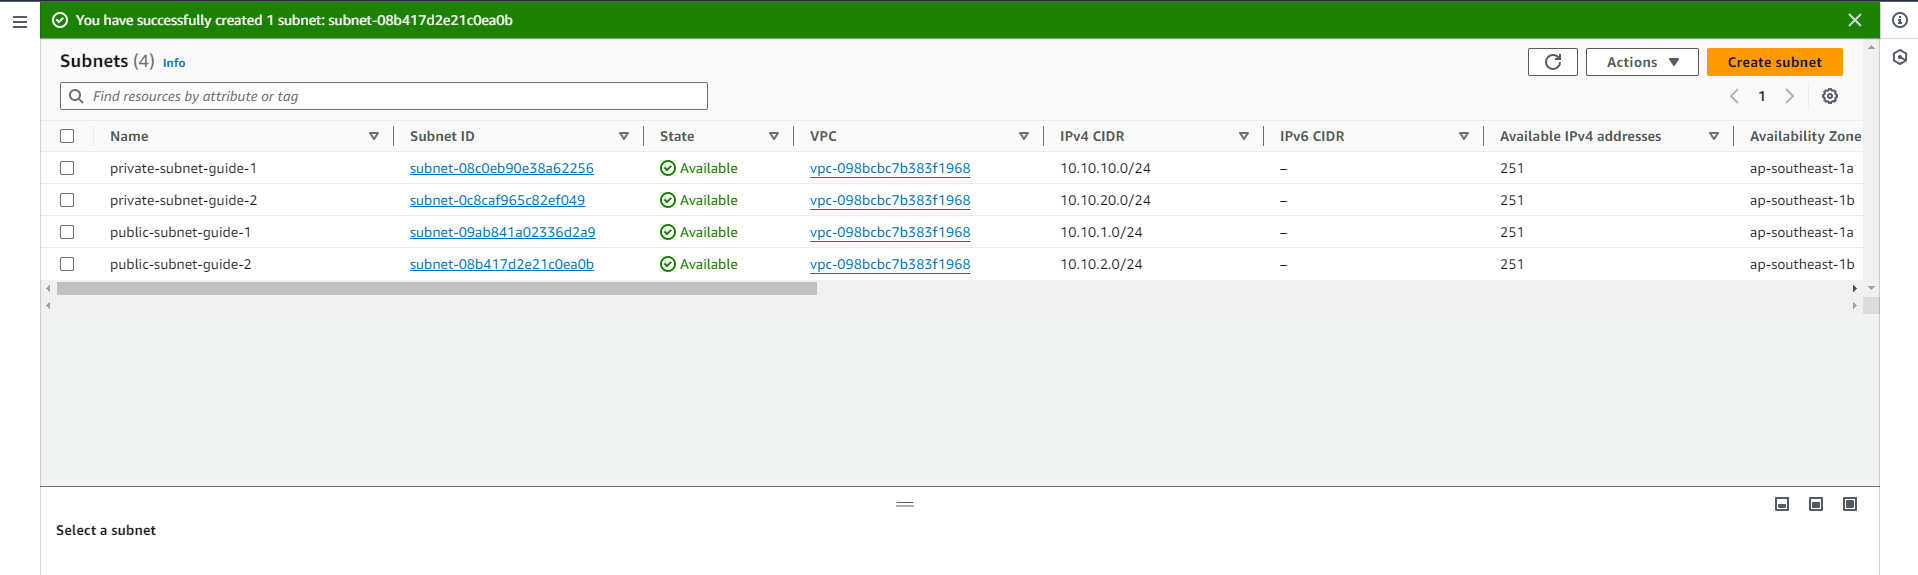 You have successfully created 1 subnet: subnet-08b417d2e21c0ea0b
Subnets (4) Info
Actions
Create subnet
Find resources by attribute or tag
1
Name Subnet ID State VPC IPv4 CIDR IPv6 CIDR Available IPv4 addresses Availability Zone
private-subnet-guide-1 subnet-08c0eb90e38a62256 Available vpc-098bcbc7b383f1968 10.10.10.0/24 – 251 ap-southeast-1a
private-subnet-guide-2 subnet-0c8caf965c82ef049 Available vpc-098bcbc7b383f1968 10.10.20.0/24 – 251 ap-southeast-1b
public-subnet-guide-1 subnet-09ab841a02336d2a9 Available vpc-098bcbc7b383f1968 10.10.1.0/24 – 251 ap-southeast-1a
public-subnet-guide-2 subnet-08b417d2e21c0ea0b Available vpc-098bcbc7b383f1968 10.10.2.0/24 – 251 ap-southeast-1b
Select a subnet